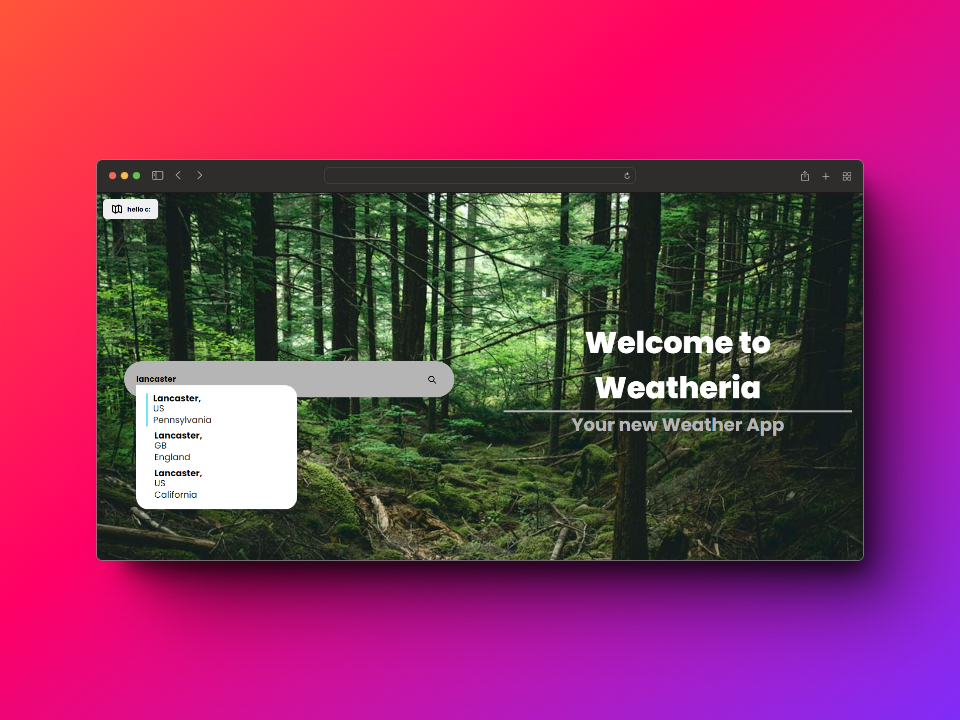 hello c:
lancaster
Lancaster,
US
Pennsylvania
Lancaster,
GB
England
Lancaster,
US
California
Welcome to
Weatheria
Your new Weather App